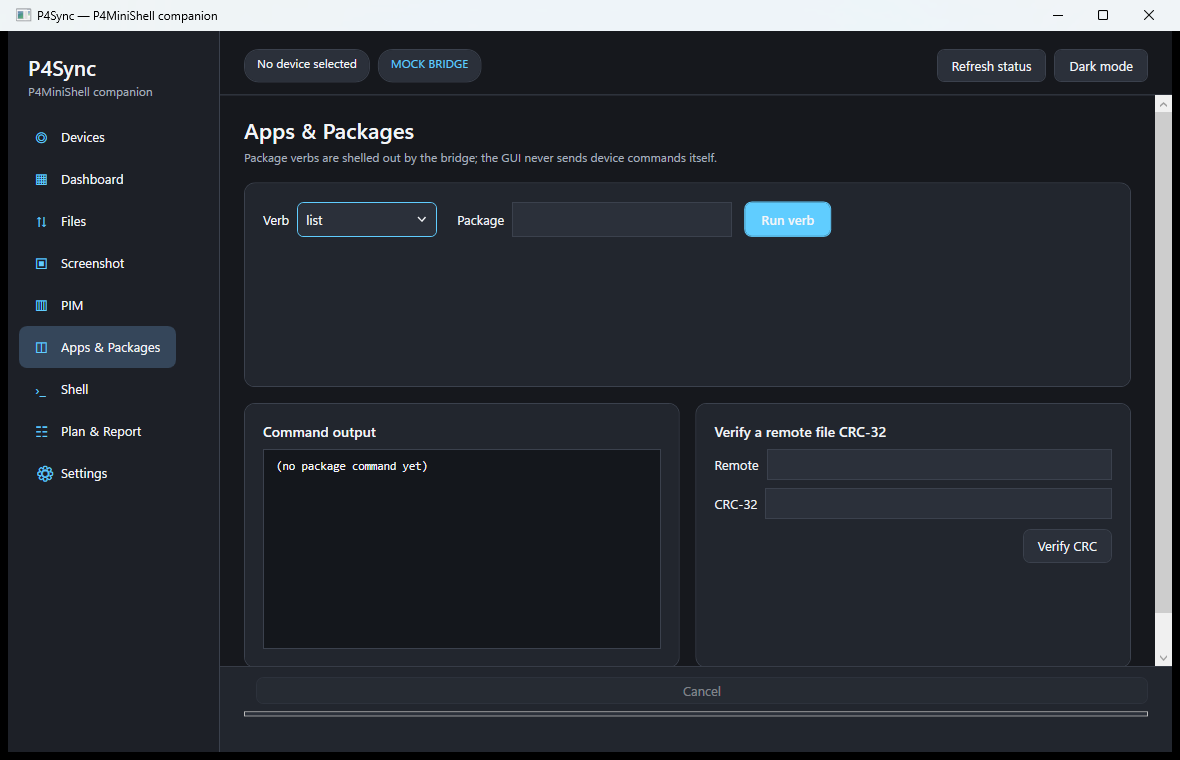 P4Sync — P4MiniShell companion
P4Sync
P4MiniShell companion
Devices
Dashboard
Files
Screenshot
PIM
Apps & Packages
Shell
Plan & Report
Settings
No device selected
MOCK BRIDGE
Refresh status
Dark mode
Apps & Packages
Package verbs are shelled out by the bridge; the GUI never sends device commands itself.
Verb
list
Package
Run verb
Command output
(no package command yet)
Verify a remote file CRC-32
Remote
CRC-32
Verify CRC
Cancel